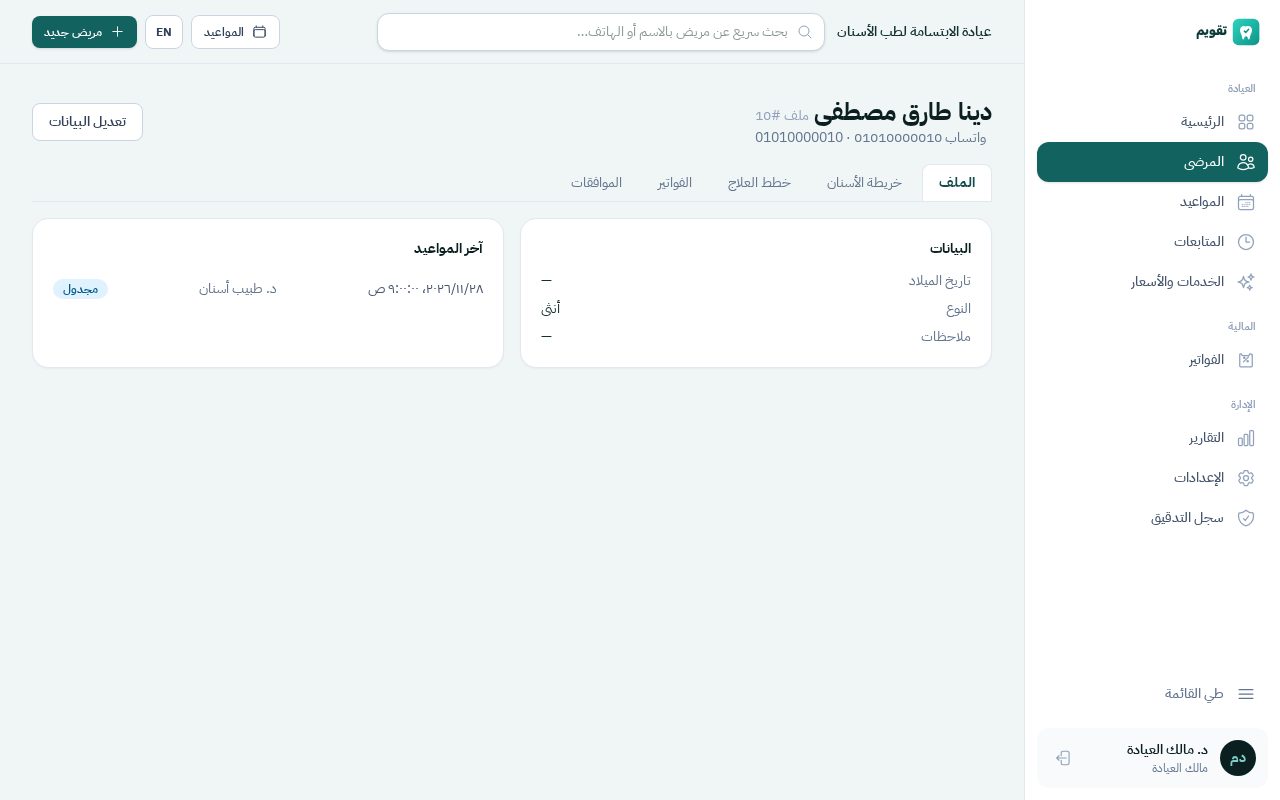 تقويم
العيادة
الرئيسية
المرضى
المواعيد
المتابعات
الخدمات والأسعار
المالية
الفواتير
الإدارة
التقارير
الإعدادات
سجل التدقيق
طي القائمة
دم
د. مالك العيادة
مالك العيادة
عيادة الابتسامة لطب الأسنان
بحث سريع عن مريض بالاسم أو الهاتف...
المواعيد
EN
مريض جديد
دينا طارق مصطفى ملف #10
واتساب 01010000010 · 01010000010
تعديل البيانات
الملف
خريطة الأسنان
خطط العلاج
الفواتير
الموافقات
البيانات
تاريخ الميلاد —
النوع أنثى
ملاحظات —
آخر المواعيد
٢٠٢٦/١١/٢٨، ٩:٠٠:٠٠ ص د. طبيب أسنان مجدول